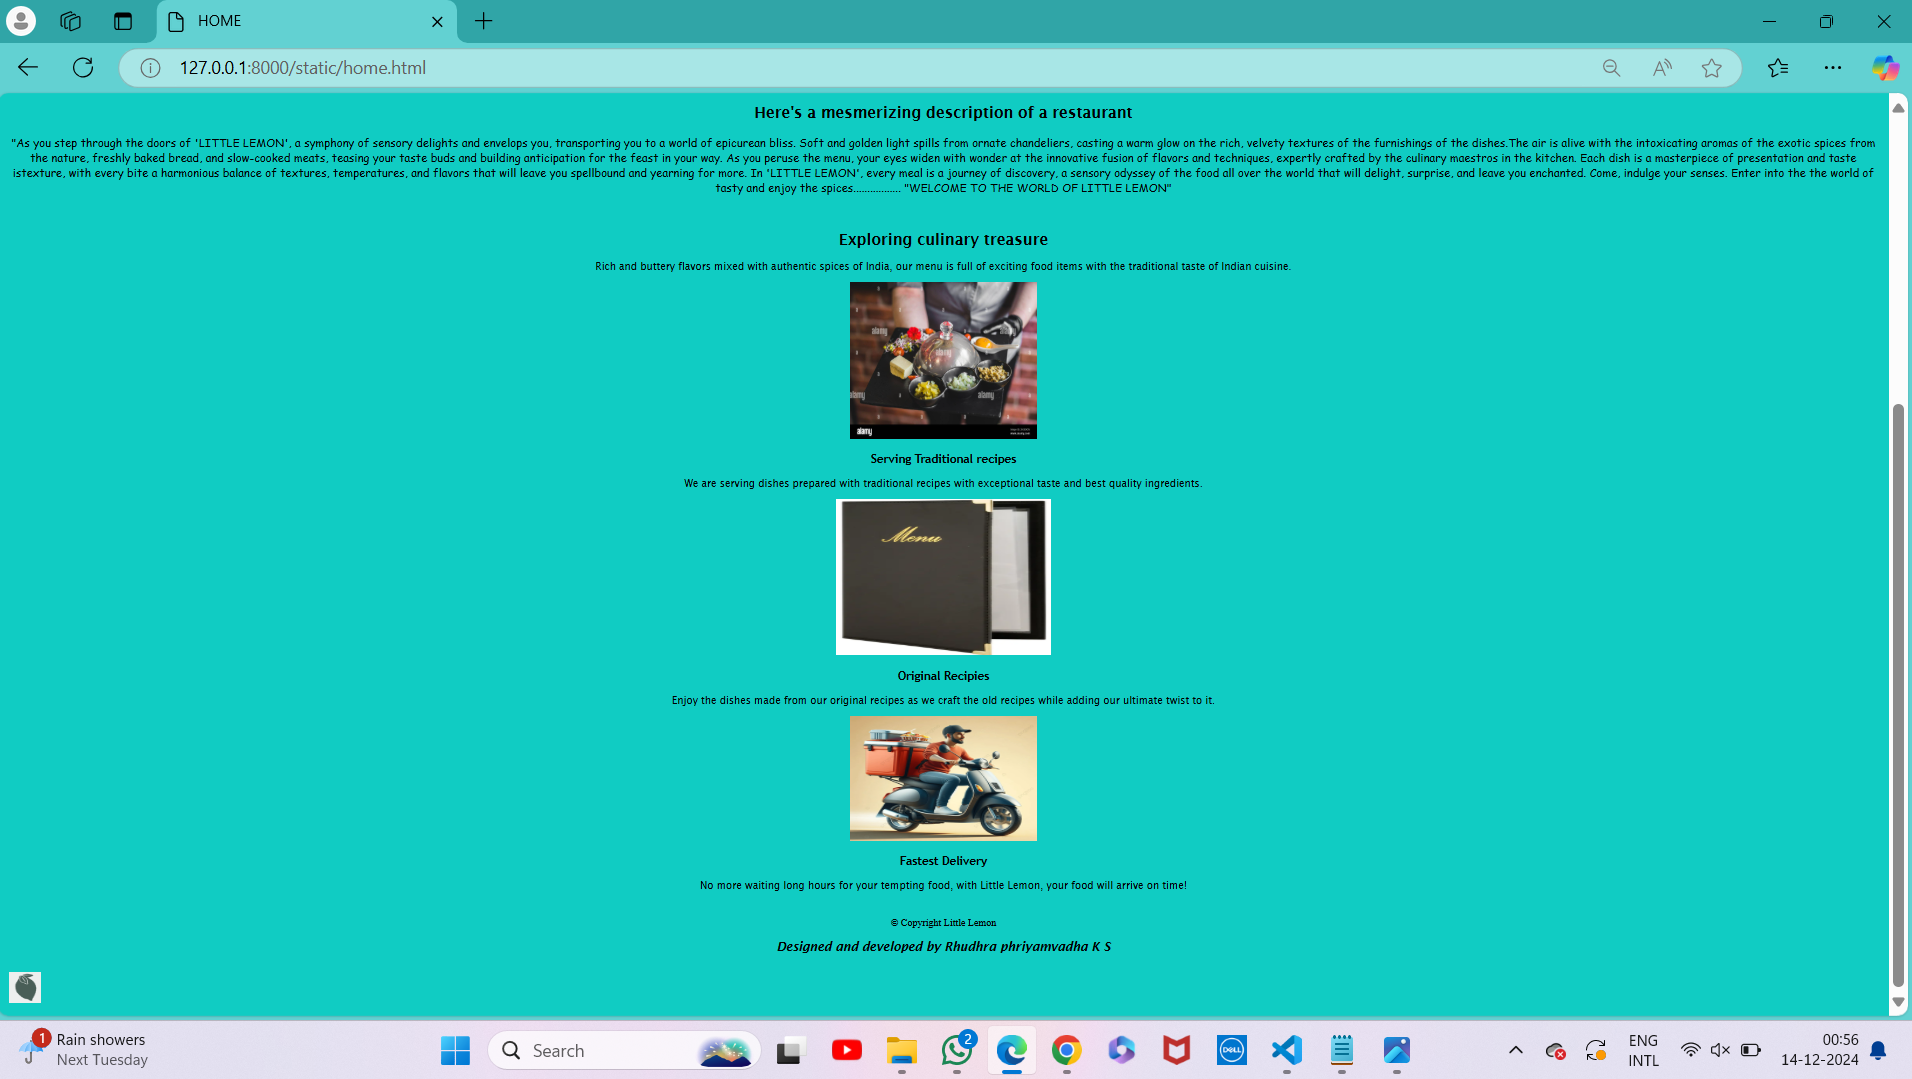 HOME
127.0.0.1:8000/static/home.html
Here's a mesmerizing description of a restaurant
"As you step through the doors of 'LITTLE LEMON', a symphony of sensory delights and envelops you, transporting you to a world of epicurean bliss. Soft and golden light spills from ornate chandeliers, casting a warm glow on the rich, velvety textures of the furnishings of the dishes.The air is alive with the intoxicating aromas of the exotic spices from
the nature, freshly baked bread, and slow-cooked meats, teasing your taste buds and building anticipation for the feast in your way. As you peruse the menu, your eyes widen with wonder at the innovative fusion of flavors and techniques, expertly crafted by the culinary maestros in the kitchen. Each dish is a masterpiece of presentation and taste
istexture, with every bite a harmonious balance of textures, temperatures, and flavors that will leave you spellbound and yearning for more. In 'LITTLE LEMON', every meal is a journey of discovery, a sensory odyssey of the food all over the world that will delight, surprise, and leave you enchanted. Come, indulge your senses. Enter into the the world of
tasty and enjoy the spices................. "WELCOME TO THE WORLD OF LITTLE LEMON"
Exploring culinary treasure
Rich and buttery flavors mixed with authentic spices of India, our menu is full of exciting food items with the traditional taste of Indian cuisine.
alamy
alamy
alamy
alamy
alamy
Serving Traditional recipes
We are serving dishes prepared with traditional recipes with exceptional taste and best quality ingredients.
Menu
Original Recipies
Enjoy the dishes made from our original recipes as we craft the old recipes while adding our ultimate twist to it.
Fastest Delivery
No more waiting long hours for your tempting food, with Little Lemon, your food will arrive on time!
© Copyright Little Lemon
Designed and developed by Rhudhra phriyamvadha K S
1
Rain showers
Next Tuesday
Search
2
DELL
ENG
INTL
00:56
14-12-2024